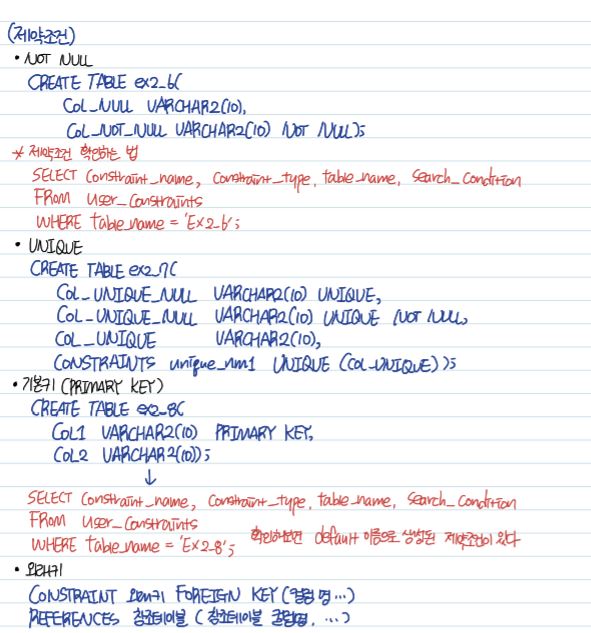 (제약조건)
• NOT NULL
CREATE TABLE ex2_6(
COL_NULL VARCHAR2(10),
COL_NOT_NULL VARCHAR2(10) NOT NULL);
* 제약조건 확인하는 법
SELECT Constraint_name, Constraint_type, table_name, Search_Condition
FROM user_Constraints
WHERE table_name = 'EX2_6';
• UNIQUE
CREATE TABLE ex2_7(
COL_UNIQUE_NULL VARCHAR2(10) UNIQUE,
COL_UNIQUE_NULL VARCHAR2(10) UNIQUE NOT NULL,
COL_UNIQUE VARCHAR2(10),
CONSTRAINTS unique_nm1 UNIQUE (COL_UNIQUE));
• 기본키 (PRIMARY KEY)
CREATE TABLE ex2_8(
COL1 VARCHAR2(10) PRIMARY KEY,
COL2 VARCHAR2(10));
↓
SELECT Constraint_name, Constraint_type, table_name, Search_Condition
FROM user_Constraints
WHERE table_name = 'EX2_8'; 확인해보면 default 이름으로 생성된 제약조건이 있다
• 외래키
CONSTRAINT 외래키 FOREIGN KEY (컬럼명...)
REFERENCES 참조테이블 (참조테이블 컬럼명, ...)